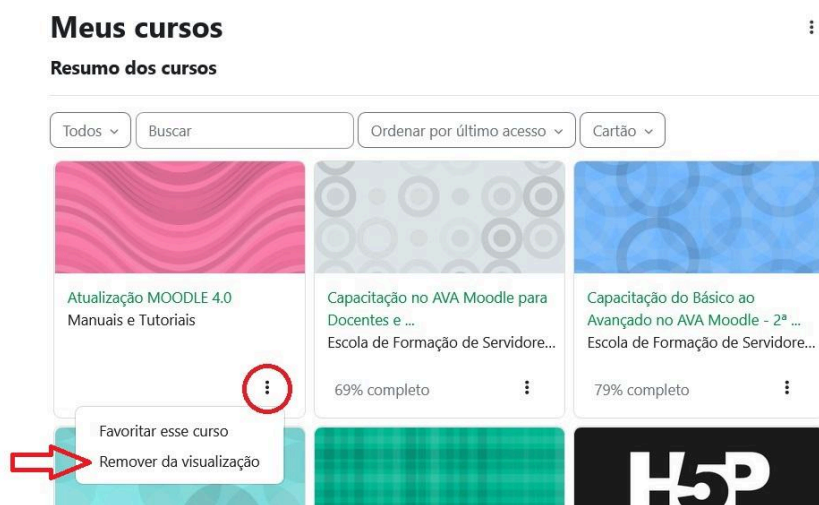 Meus cursos
Resumo dos cursos
Todos
Buscar
Ordenar por último acesso
Cartão
Atualização MOODLE 4.0
Manuais e Tutoriais
Capacitação no AVA Moodle para
Docentes e ...
Escola de Formação de Servidore...
69% completo
Capacitação do Básico ao
Avançado no AVA Moodle - 2ª ...
Escola de Formação de Servidore...
79% completo
Favoritar esse curso
Remover da visualização
H5P